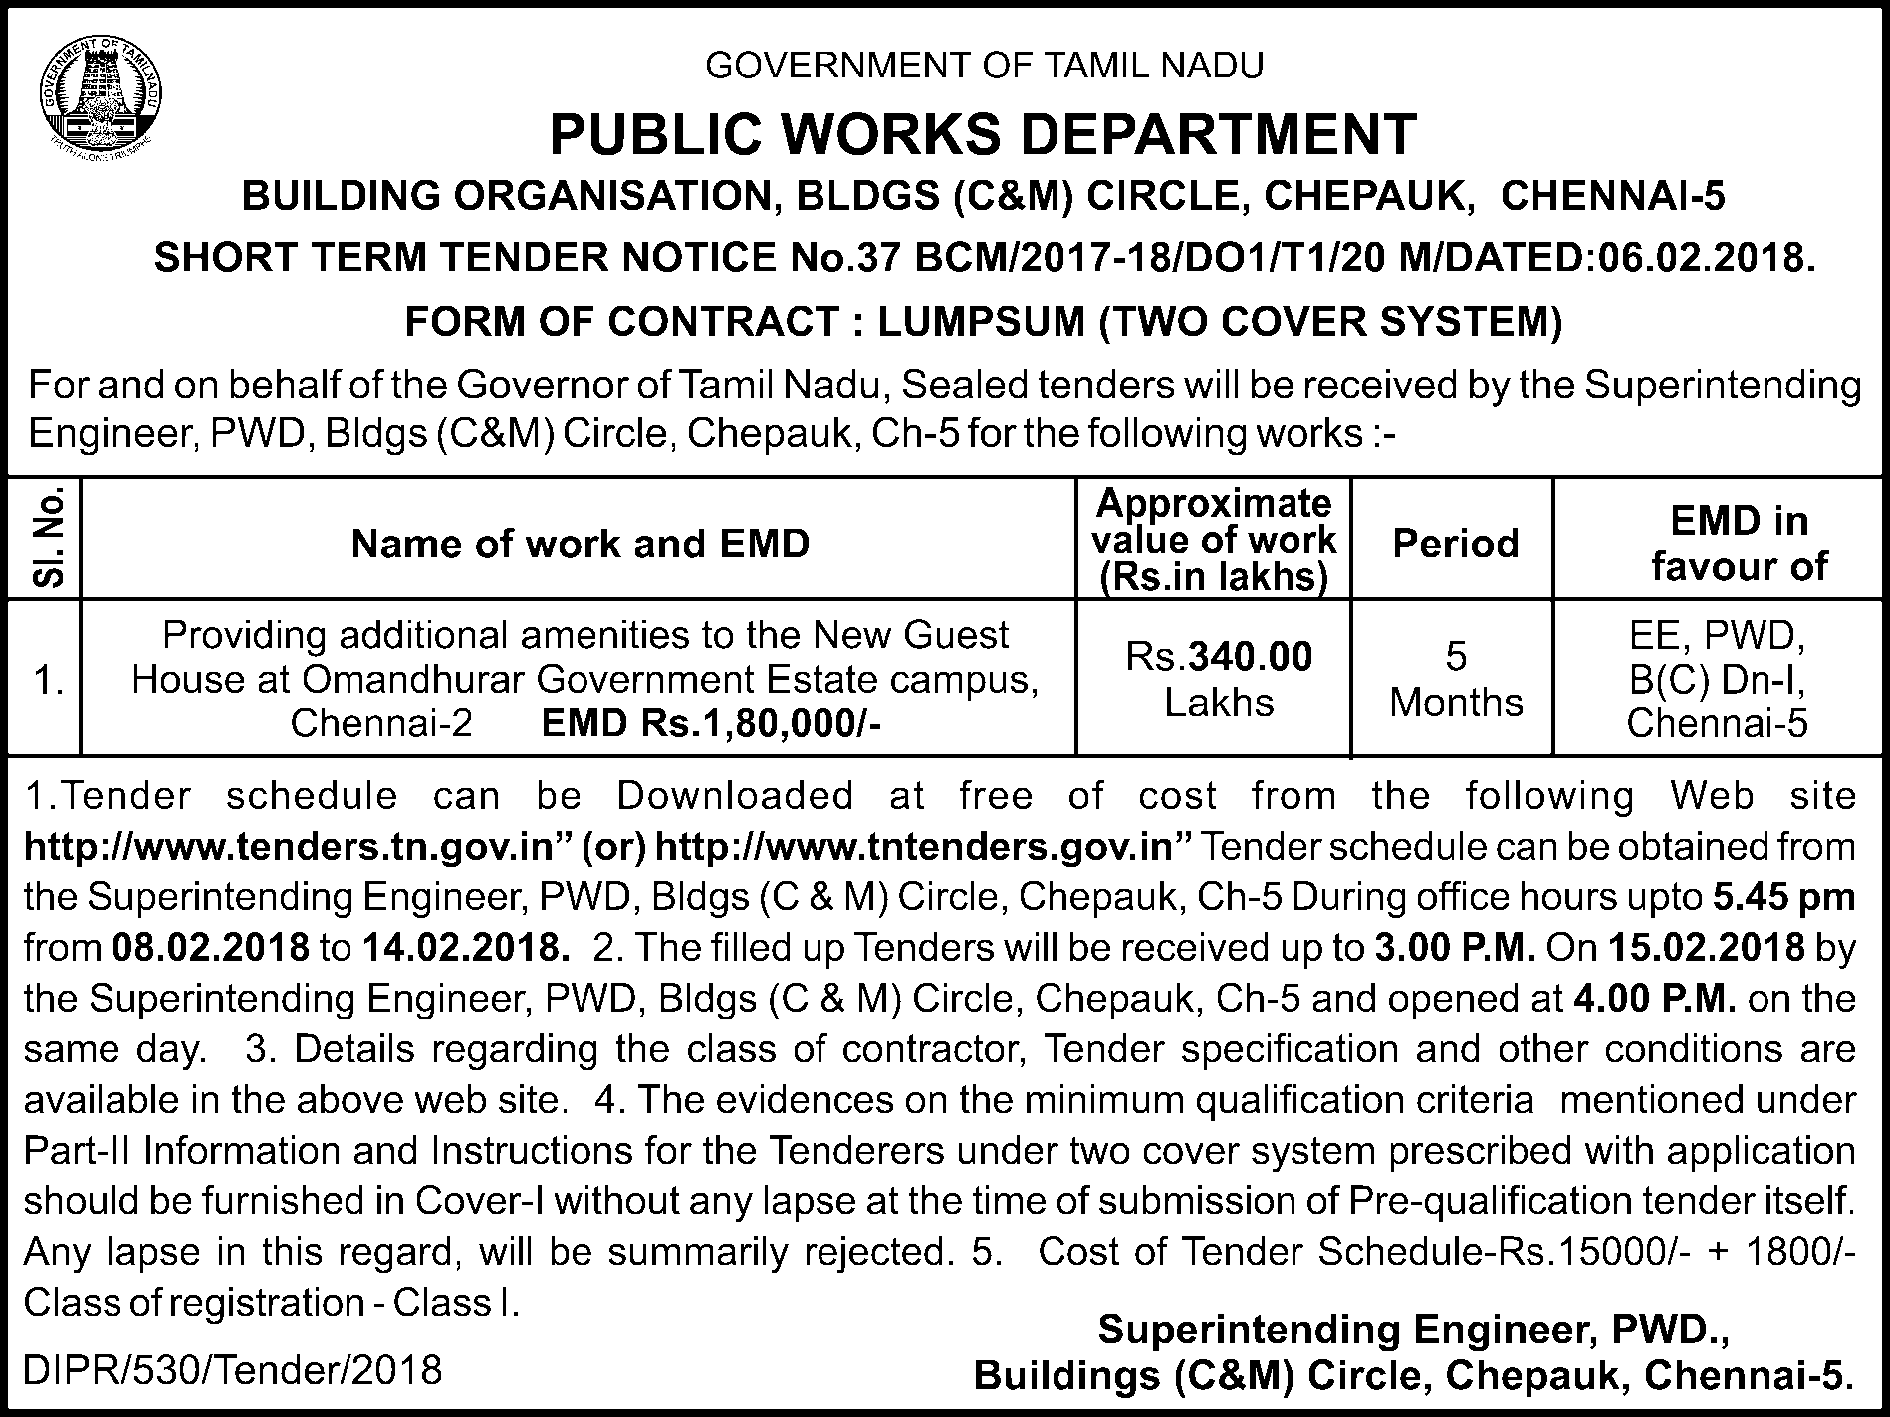 GOVERNMENT OF TAMILNADU
TRUTH ALONE TRIUMPHS
GOVERNMENT OF TAMIL NADU
PUBLIC WORKS DEPARTMENT
BUILDING ORGANISATION, BLDGS (C&M) CIRCLE, CHEPAUK, CHENNAI-5
SHORT TERM TENDER NOTICE No.37 BCM/2017-18/DO1/T1/20 M/DATED:06.02.2018.
FORM OF CONTRACT : LUMPSUM (TWO COVER SYSTEM)
For and on behalf of the Governor of Tamil Nadu, Sealed tenders will be received by the Superintending
Engineer, PWD, Bldgs (C&M) Circle, Chepauk, Ch-5 for the following works :-
Sl. No.
Name of work and EMD
Approximate
value of work
(Rs.in lakhs)
Period
EMD in
favour of
1.
Providing additional amenities to the New Guest
House at Omandhurar Government Estate campus,
Chennai-2 EMD Rs.1,80,000/-
Rs.340.00
Lakhs
5
Months
EE, PWD,
B(C) Dn-I,
Chennai-5
1.Tender schedule can be Downloaded at free of cost from the following Web site
http://www.tenders.tn.gov.in” (or) http://www.tntenders.gov.in” Tender schedule can be obtained from
the Superintending Engineer, PWD, Bldgs (C & M) Circle, Chepauk, Ch-5 During office hours upto 5.45 pm
from 08.02.2018 to 14.02.2018. 2. The filled up Tenders will be received up to 3.00 P.M. On 15.02.2018 by
the Superintending Engineer, PWD, Bldgs (C & M) Circle, Chepauk, Ch-5 and opened at 4.00 P.M. on the
same day. 3. Details regarding the class of contractor, Tender specification and other conditions are
available in the above web site. 4. The evidences on the minimum qualification criteria mentioned under
Part-II Information and Instructions for the Tenderers under two cover system prescribed with application
should be furnished in Cover-I without any lapse at the time of submission of Pre-qualification tender itself.
Any lapse in this regard, will be summarily rejected. 5. Cost of Tender Schedule-Rs.15000/- + 1800/-
Class of registration - Class I.
Superintending Engineer, PWD.,
DIPR/530/Tender/2018
Buildings (C&M) Circle, Chepauk, Chennai-5.